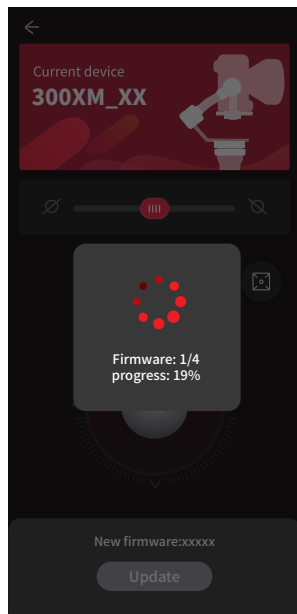 Current device
300XM_XX
Firmware: 1/4
progress: 19%
New firmware:xxxxx
Update